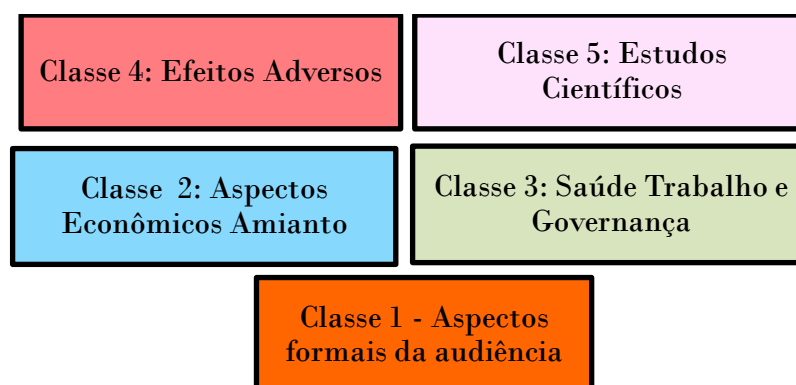 Classe 4: Efeitos Adversos
Classe 5: Estudos
Científicos
Classe 2: Aspectos
Econômicos Amianto
Classe 3: Saúde Trabalho e
Governança
Classe 1 - Aspectos
formais da audiência